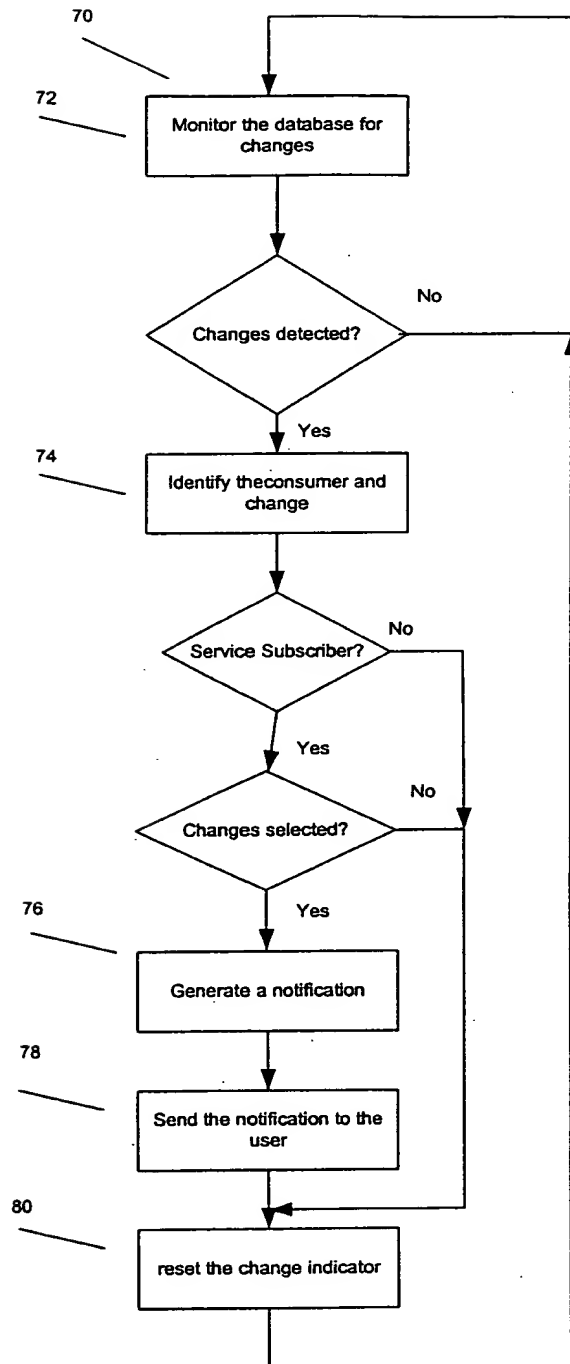 70
72
Monitor the database for
changes
No
Changes detected?
Yes
74
Identify theconsumer and
change
No
Service Subscriber?
Yes
No
Changes selected?
Yes
76
Generate a notification
78
Send the notification to the
user
80
reset the change indicator